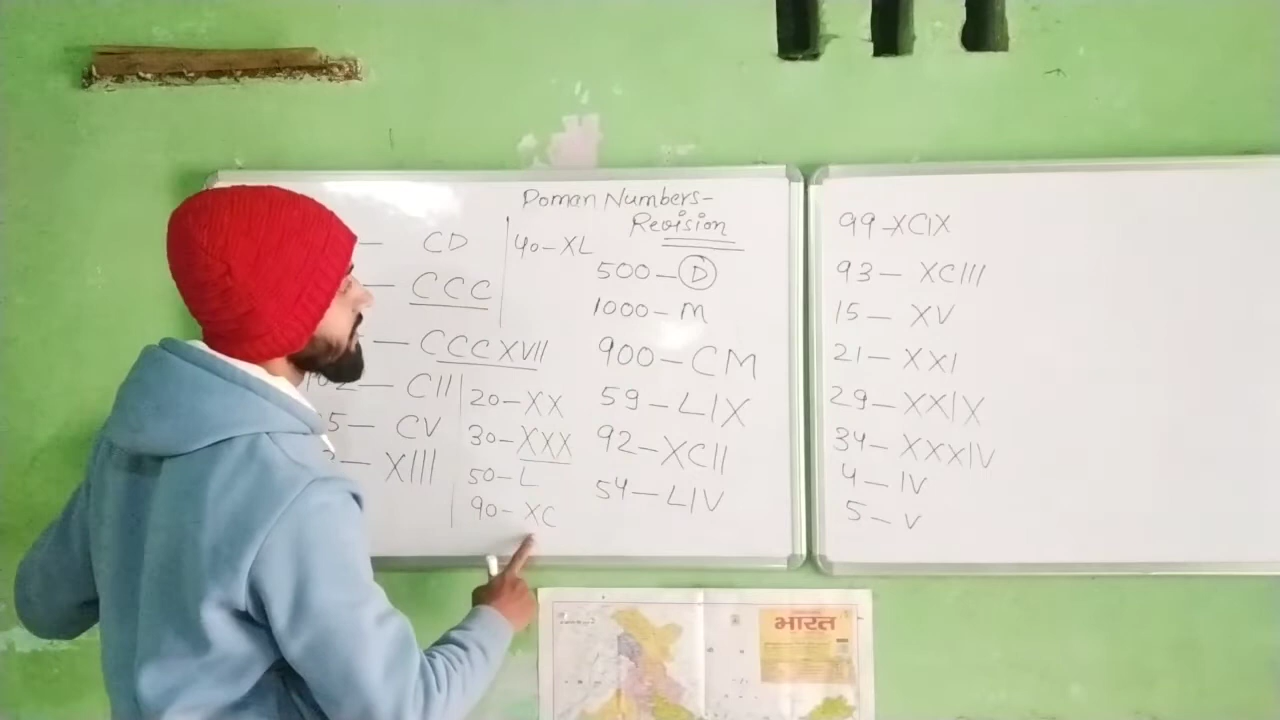 Roman Numbers-
Revision
— CD
— CCC
— CCCXVII
102 — CII
5 — CV
— XIII
40-XL
20-XX
30-XXX
50-L
90-XC
500-D
1000-M
900-CM
59-LIX
92-XCII
54-LIV
99-XCIX
93-XCIII
15-XV
21-XXI
29-XXIX
34-XXXIV
4-IV
5-V
भारत